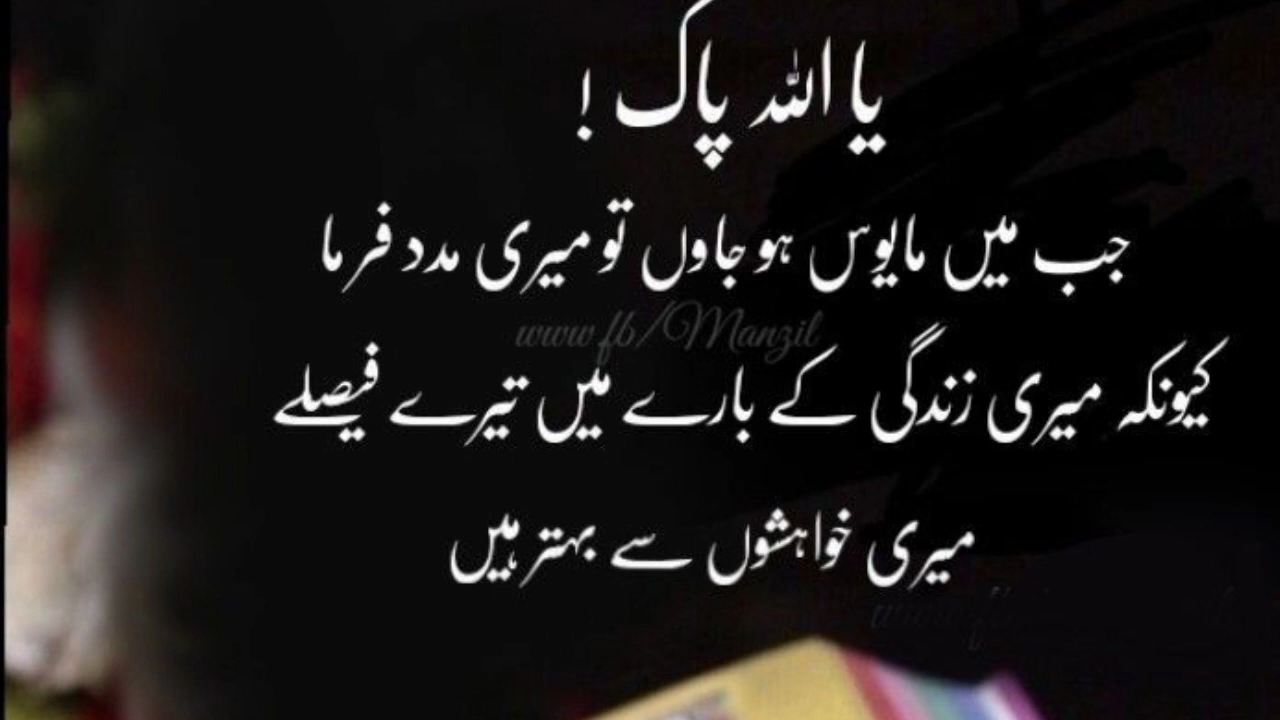 یا اللہ پاک !
جب میں مایوس ہو جاوں تو میری مدد فرما
www.fb/Manzil
کیونکہ میری زندگی کے بارے میں تیرے فیصلے
میری خواہشوں سے بہتر ہیں